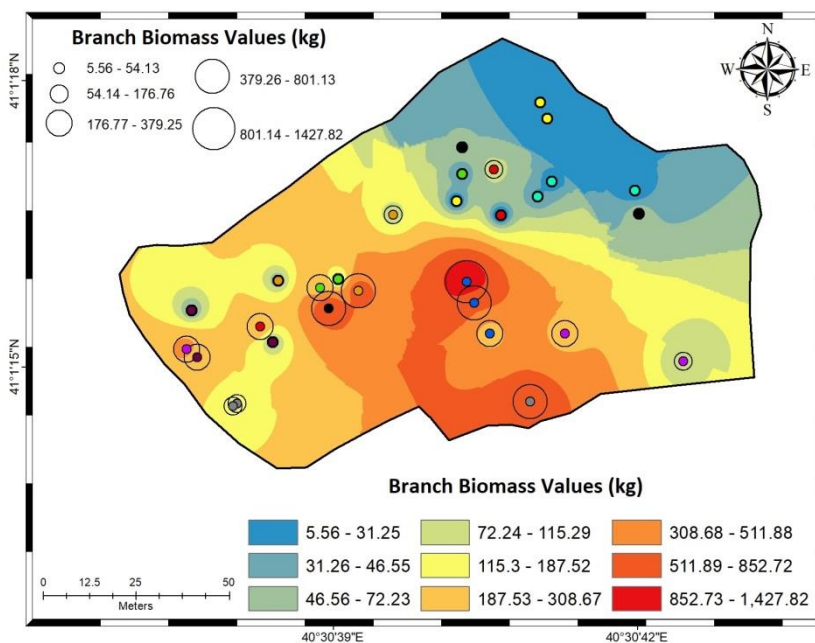 Branch Biomass Values (kg)
5.56 - 54.13
54.14 - 176.76
176.77 - 379.25
379.26 - 801.13
801.14 - 1427.82
N
W E
S
41°1'18"
41°1'15"
Branch Biomass Values (kg)
5.56 - 31.25
31.26 - 46.55
46.56 - 72.23
72.24 - 115.29
115.3 - 187.52
187.53 - 308.67
308.68 - 511.88
511.89 - 852.72
852.73 - 1,427.82
0 12.5 25 50
Meters
40°30'39"E
40°30'42"E